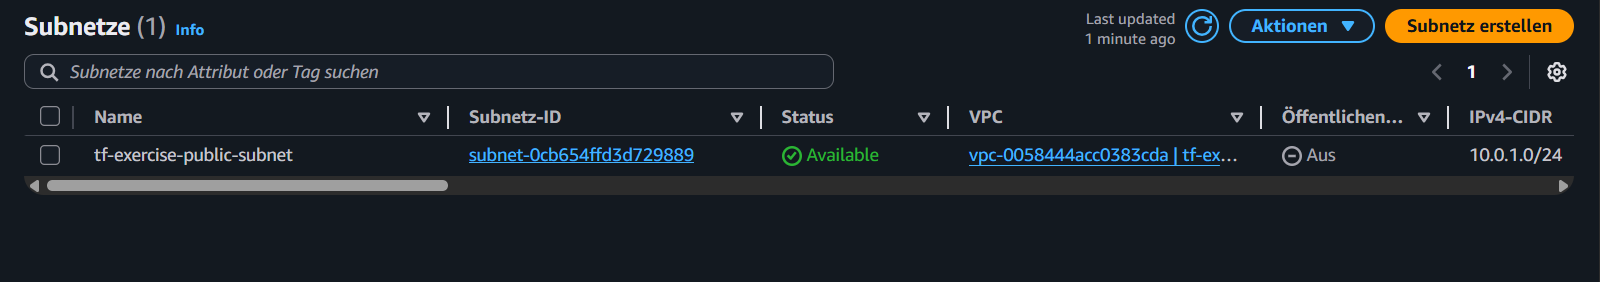 Subnetze (1) Info
Last updated
1 minute ago
Aktionen
Subnetz erstellen
Subnetze nach Attribut oder Tag suchen
1
Name Subnetz-ID Status VPC Öffentlichen... IPv4-CIDR
tf-exercise-public-subnet subnet-0cb654ffd3d729889 Available vpc-0058444acc0383cda | tf-ex... Aus 10.0.1.0/24